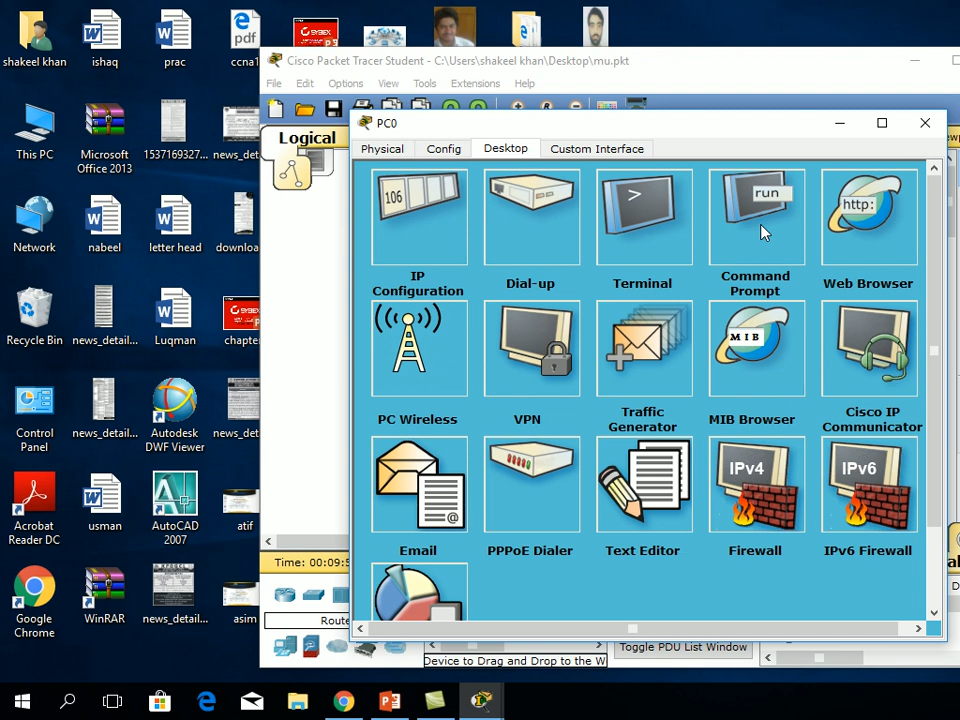 shakeel khan
ishaq
prac
ccna1
This PC
Microsoft
Office 2013
1537169327...
news_deta
Network
nabeel
letter head
downloa
Recycle Bin
news_detail...
Luqman
chapter
Control
Panel
news_detail...
Autodesk
DWF Viewer
news_det
Acrobat
Reader DC
usman
AutoCAD
2007
atif
Google
Chrome
WinRAR
news_detail...
asim
pdf
SYBEX
Cisco Packet Tracer Student - C:\Users\shakeel khan\Desktop\mu.pkt
File Edit Options View Tools Extensions Help
Logical
PC0
Physical Config Desktop Custom Interface
106
>
run
http:
IP
Configuration
Dial-up
Terminal
Command
Prompt
Web Browser
MIB
PC Wireless
VPN
Traffic
Generator
MIB Browser
Cisco IP
Communicator
@
IPv4
IPv6
Email
PPPoE Dialer
Text Editor
Firewall
IPv6 Firewall
Time: 00:09:5
Route
Device to Drag and Drop to the W
Toggle PDU List Window